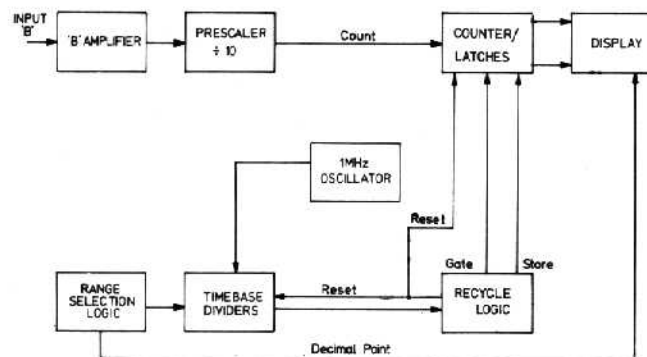 INPUT
'B'
'B' AMPLIFIER
PRESCALER
÷ 10
Count
COUNTER/
LATCHES
DISPLAY
1MHz
OSCILLATOR
Reset
Gate
Store
RANGE
SELECTION
LOGIC
TIMEBASE
DIVIDERS
Reset
RECYCLE
LOGIC
Decimal Point